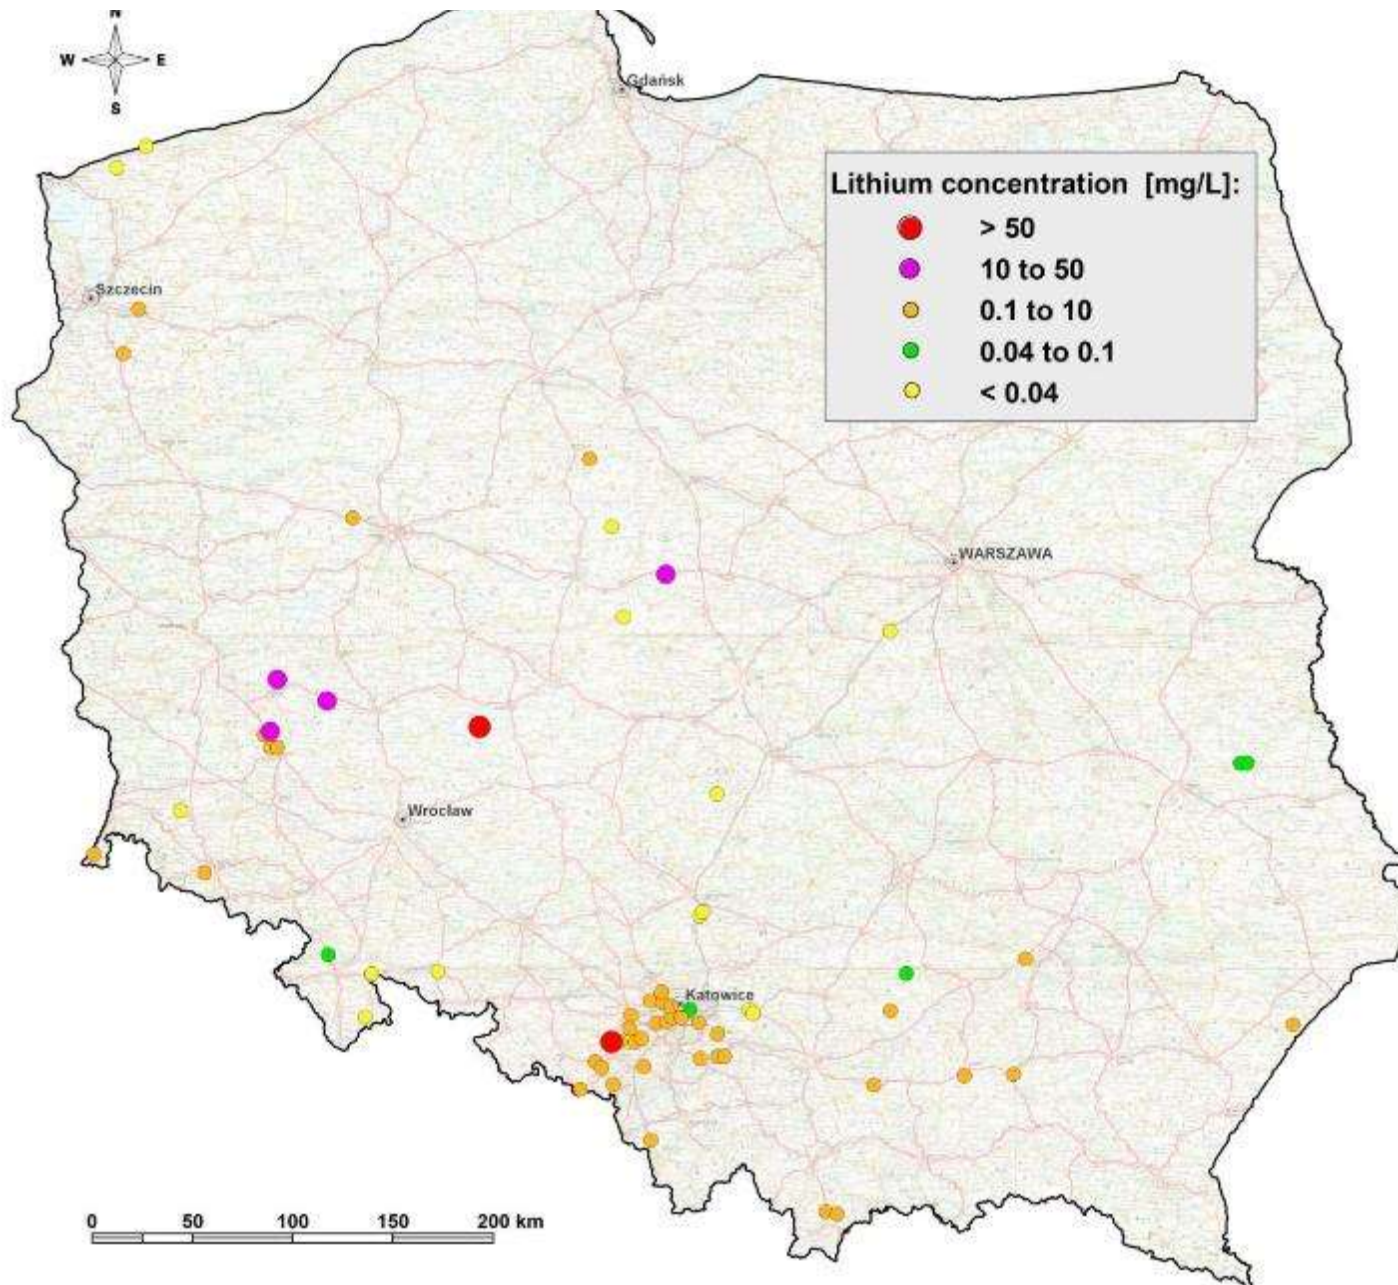 N
W E
S
Gdańsk
Lithium concentration [mg/L]:
> 50
10 to 50
0.1 to 10
0.04 to 0.1
< 0.04
Szczecin
WARSZAWA
Wrocław
Katowice
0 50 100 150 200 km